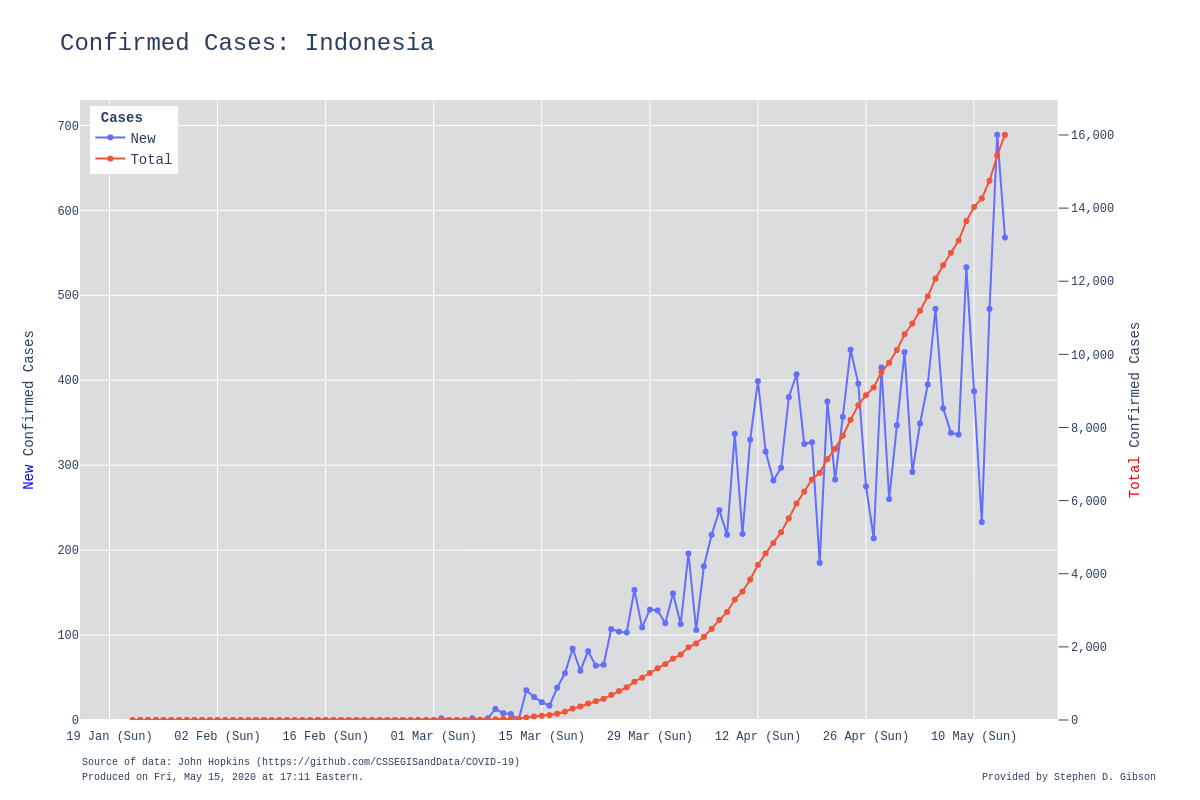 Confirmed Cases: Indonesia
Cases
New
Total
700
600
500
400
300
200
100
0
New Confirmed Cases
16,000
14,000
12,000
10,000
8,000
6,000
4,000
2,000
0
Total Confirmed Cases
19 Jan (Sun) 02 Feb (Sun) 16 Feb (Sun) 01 Mar (Sun) 15 Mar (Sun) 29 Mar (Sun) 12 Apr (Sun) 26 Apr (Sun) 10 May (Sun)
Source of data: John Hopkins (https://github.com/CSSEGISandData/COVID-19)
Produced on Fri, May 15, 2020 at 17:11 Eastern.
Provided by Stephen D. Gibson